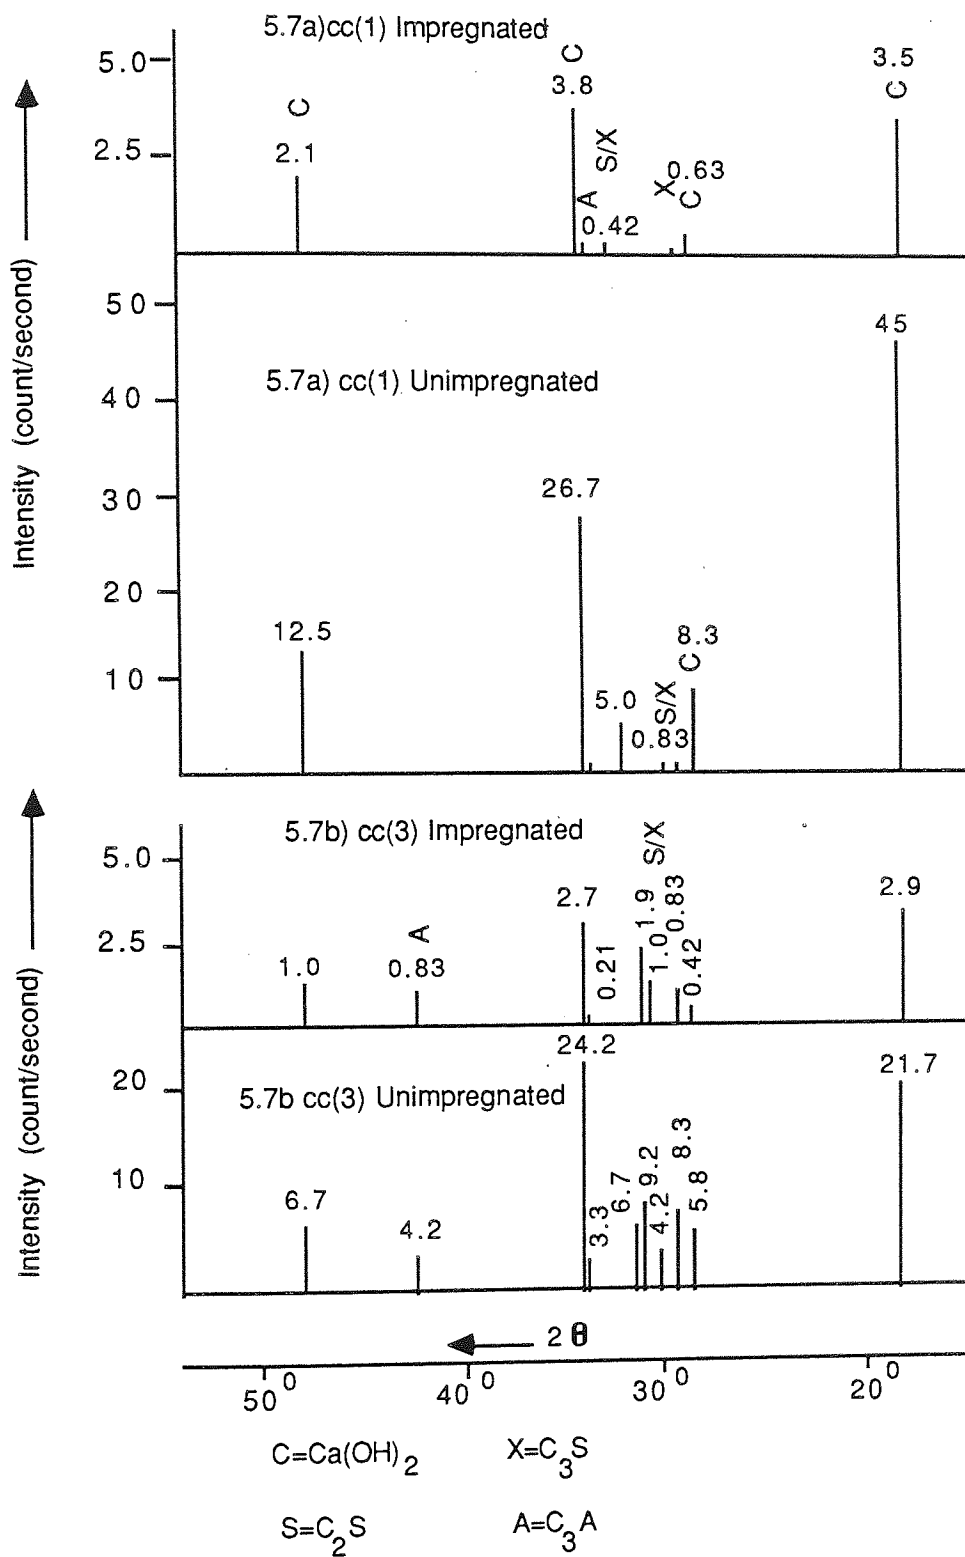 5.7a)cc(1) Impregnated
5.0
2.5
C
2.1
C
3.8
A
S/X
0.42
X
0.63
C
3.5
C
Intensity (count/second)
50
40
30
20
10
5.7a) cc(1) Unimpregnated
12.5
26.7
5.0
S/X
0.83
C
8.3
45
5.7b) cc(3) Impregnated
5.0
2.5
1.0
A
0.83
2.7
0.21
1.9
S/X
1.0
0.83
0.42
2.9
Intensity (count/second)
20
10
5.7b cc(3) Unimpregnated
6.7
4.2
24.2
3.3
6.7
9.2
4.2
8.3
5.8
21.7
2 θ
50⁰ 40⁰ 30⁰ 20⁰
C=Ca(OH)₂ X=C₃S
S=C₂S A=C₃A